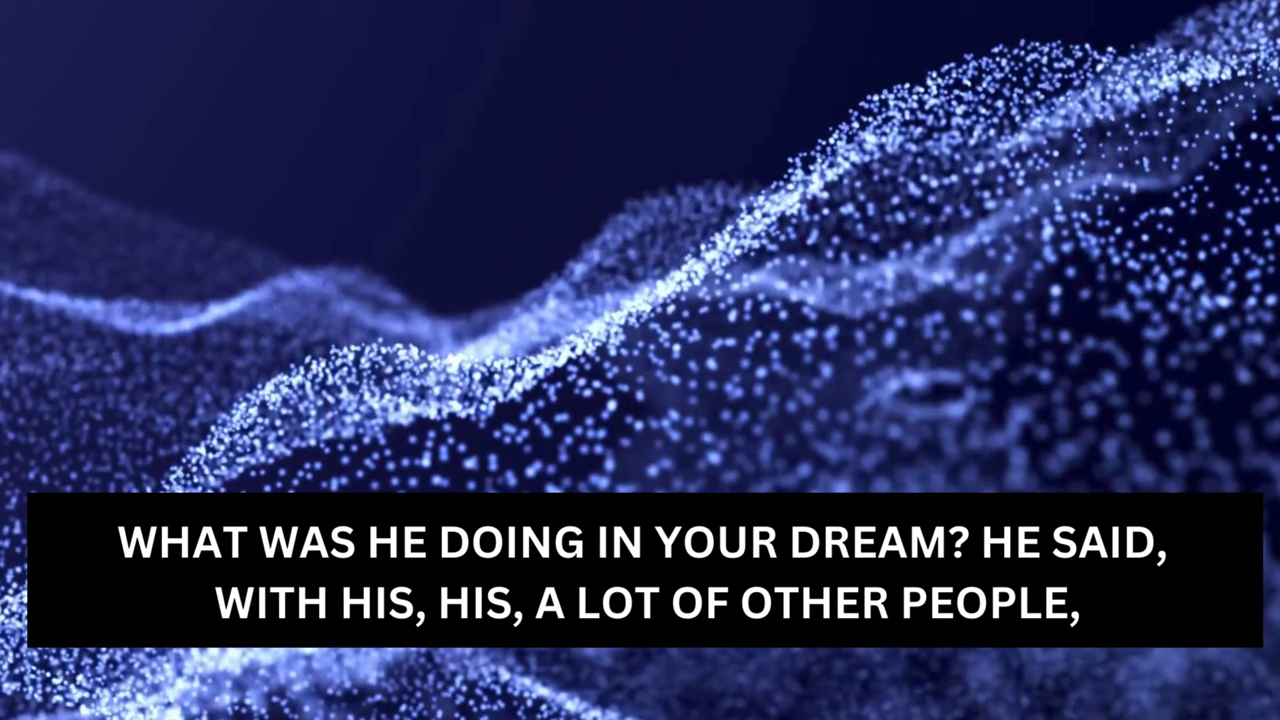 WHAT WAS HE DOING IN YOUR DREAM? HE SAID,
WITH HIS, HIS, A LOT OF OTHER PEOPLE,